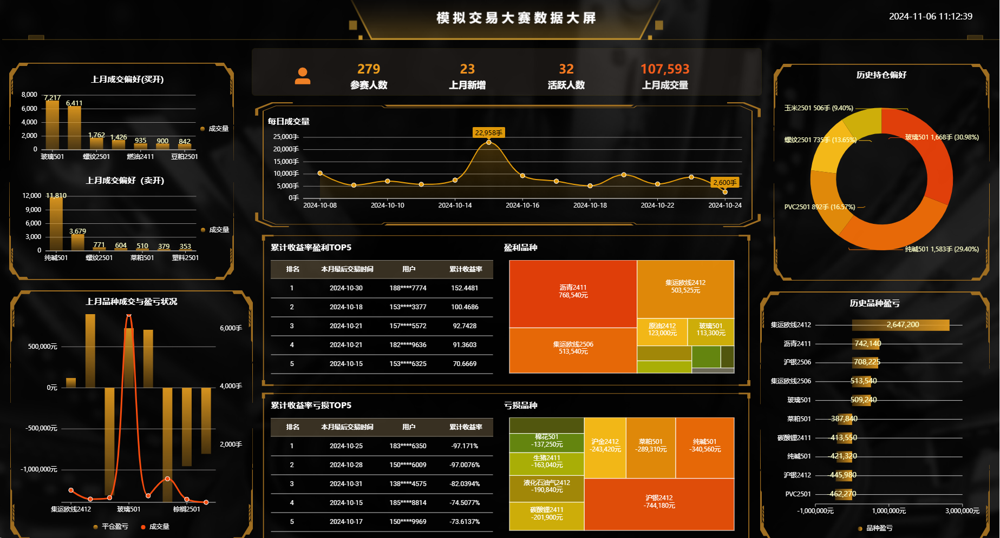 模拟交易大赛数据大屏
2024-11-06 11:12:39
279
参赛人数
23
上月新增
32
活跃人数
107,593
上月成交量
上月成交偏好(买开)
8,000
6,000
4,000
2,000
0
7,217
6,411
1,762
1,426
935
900
842
玻璃501
螺纹2501
燃油2411
豆粕2501
成交量
上月成交偏好（卖开)
12,000
9,000
6,000
3,000
0
11,810
3,679
771
604
510
379
353
纯碱501
螺纹2501
菜粕501
塑料2501
成交量
上月品种成交与盈亏状况
500,000元
0元
-500,000元
-1,000,000元
6,000手
4,000手
2,000手
集运欧线2412
玻璃501
棕榈2501
平仓盈亏
成交量
每日成交量
25,000手
20,000手
15,000手
10,000手
5,000手
0手
22,958手
2,600手
2024-10-08
2024-10-10
2024-10-14
2024-10-16
2024-10-18
2024-10-22
2024-10-24
累计收益率盈利TOP5
排名 本月最后交易时间 用户 累计收益率
1 2024-10-30 188****7774 152.4481
2 2024-10-18 153****3377 100.4686
3 2024-10-21 157****5572 92.7428
4 2024-10-21 182****9636 91.3603
5 2024-10-15 153****6325 70.6669
盈利品种
沥青2411
768,540元
集运欧线2506
513,540元
集运欧线2412
503,525元
原油2412
123,000元
玻璃501
113,300元
累计收益率亏损TOP5
排名 本月最后交易时间 用户 累计收益率
1 2024-10-25 183****6350 -97.171%
2 2024-10-28 150****6009 -97.0076%
3 2024-10-31 138****4575 -82.0394%
4 2024-10-15 185****8814 -74.5077%
5 2024-10-17 150****9969 -73.6137%
亏损品种
棉花501
-137,250元
生猪2411
-163,040元
液化石油气2412
-190,840元
碳酸锂2411
-201,900元
沪金2412
-243,420元
菜粕501
-289,310元
纯碱501
-340,560元
沪银2412
-744,180元
历史持仓偏好
玉米2501 506手 (9.40%)
螺纹2501 735手 (13.65%)
玻璃501 1,668手 (30.98%)
PVC2501 892手 (16.57%)
纯碱501 1,583手 (29.40%)
历史品种盈亏
集运欧线2412 2,647,200
沥青2411 742,140
沪银2506 708,225
集运欧线2506 513,540
玻璃501 509,240
菜粕501 -387,840
碳酸锂2411 -413,550
纯碱501 -421,320
沪银2412 -445,980
PVC2501 -462,270
-1,000,000元
1,000,000元
3,000,000元
品种盈亏